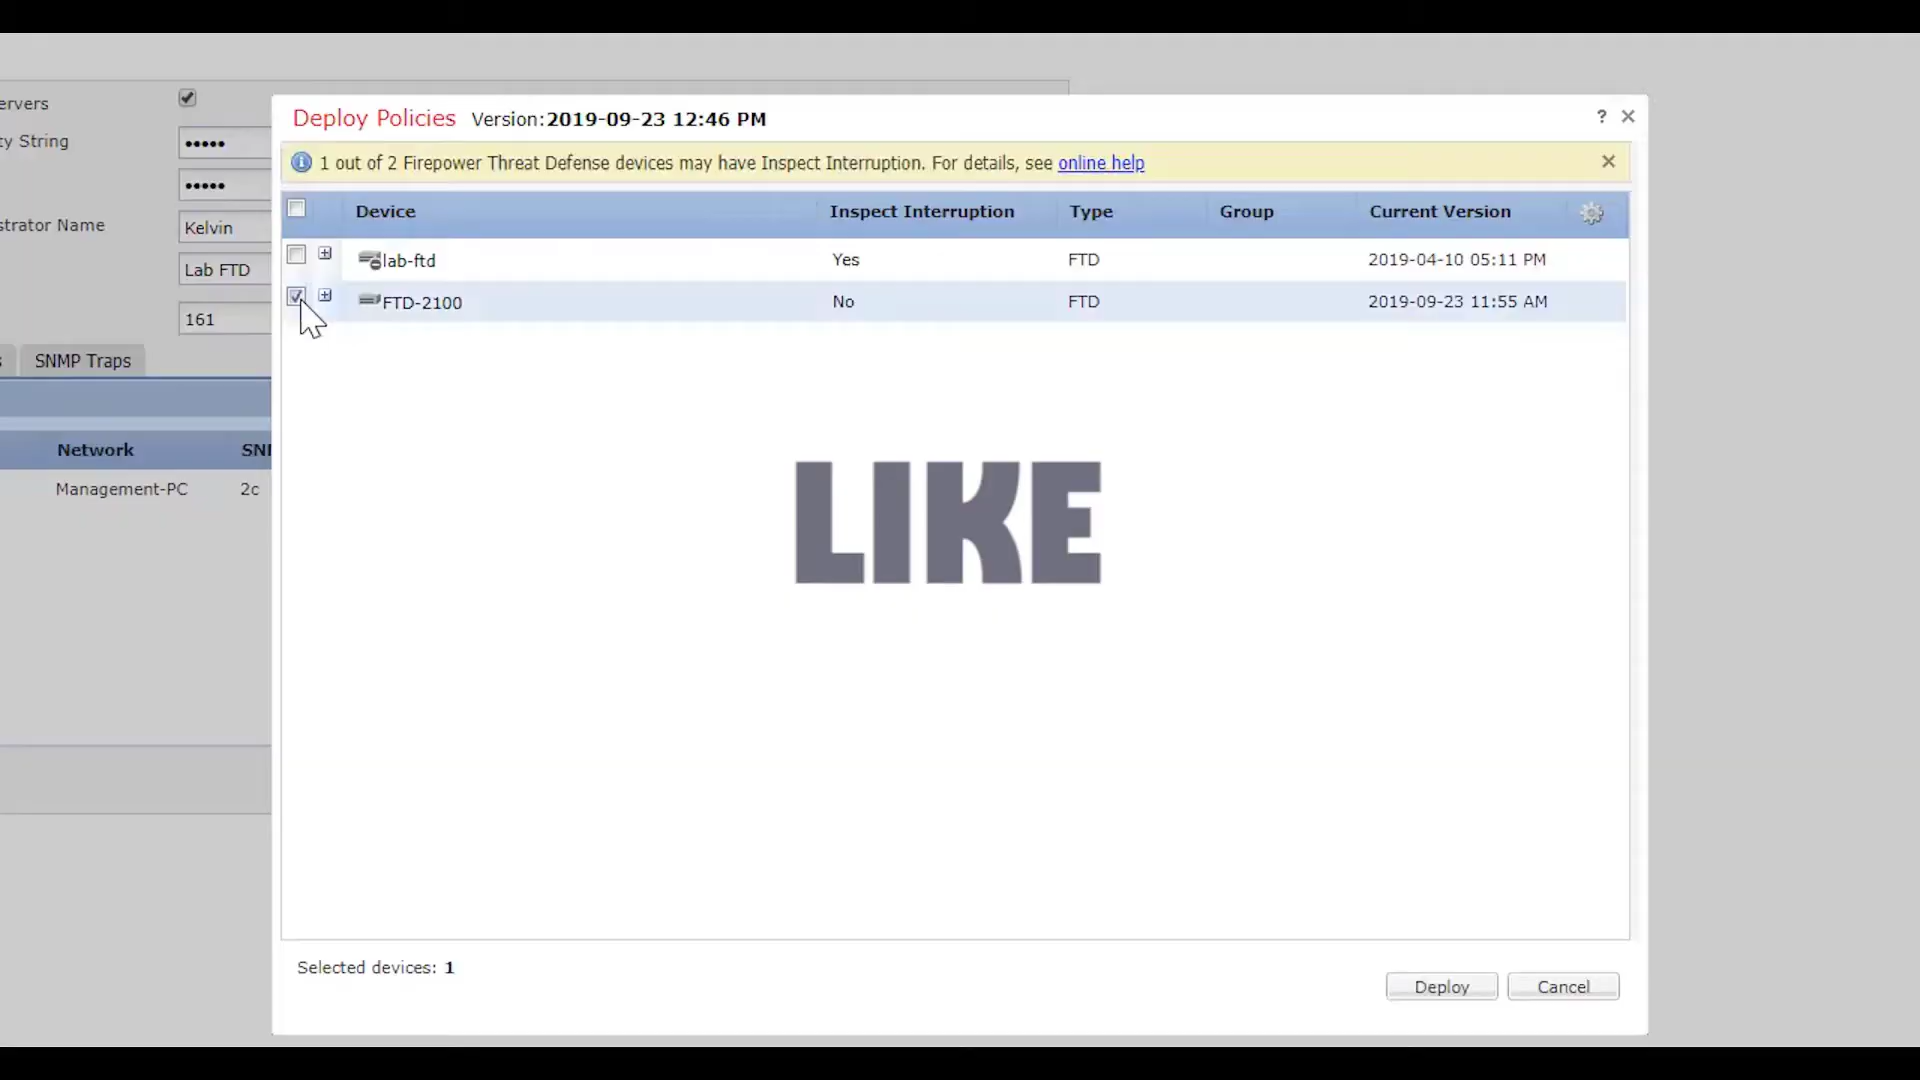 Deploy Policies Version:2019-09-23 12:46 PM ?
1 out of 2 Firepower Threat Defense devices may have Inspect Interruption. For details, see online help
Device Inspect Interruption Type Group Current Version
lab-ftd Yes FTD 2019-04-10 05:11 PM
FTD-2100 No FTD 2019-09-23 11:55 AM
LIKE
Selected devices: 1
Deploy Cancel
ervers
ty String •••••
•••••
strator Name Kelvin
Lab FTD
161
s SNMP Traps
Network SNI
Management-PC 2c